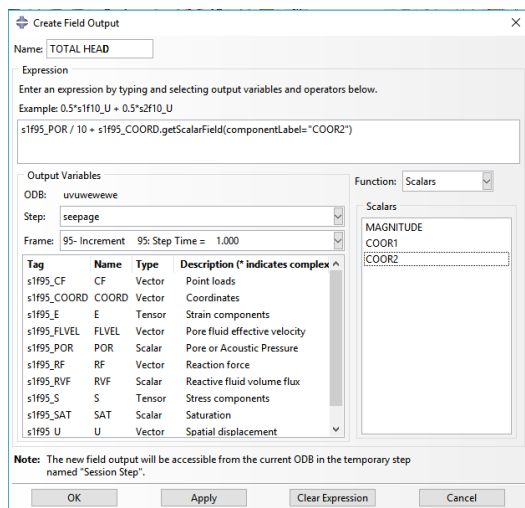 Create Field Output
Name: TOTAL HEAD
Expression
Enter an expression by typing and selecting output variables and operators below.
Example: 0.5*s1f10_U + 0.5*s2f10_U
s1f95_POR / 10 + s1f95_COORD.getScalarField(componentLabel="COOR2")
Output Variables
ODB: uvuwewewe
Step: seepage
Frame: 95- Increment 95: Step Time = 1.000
Tag Name Type Description (* indicates complex
s1f95_CF CF Vector Point loads
s1f95_COORD COORD Vector Coordinates
s1f95_E E Tensor Strain components
s1f95_FLVEL FLVEL Vector Pore fluid effective velocity
s1f95_POR POR Scalar Pore or Acoustic Pressure
s1f95_RF RF Vector Reaction force
s1f95_RVF RVF Scalar Reactive fluid volume flux
s1f95_S S Tensor Stress components
s1f95_SAT SAT Scalar Saturation
s1f95_U U Vector Spatial displacement
Function: Scalars
Scalars
MAGNITUDE
COOR1
COOR2
Note: The new field output will be accessible from the current ODB in the temporary step
named "Session Step".
OK Apply Clear Expression Cancel